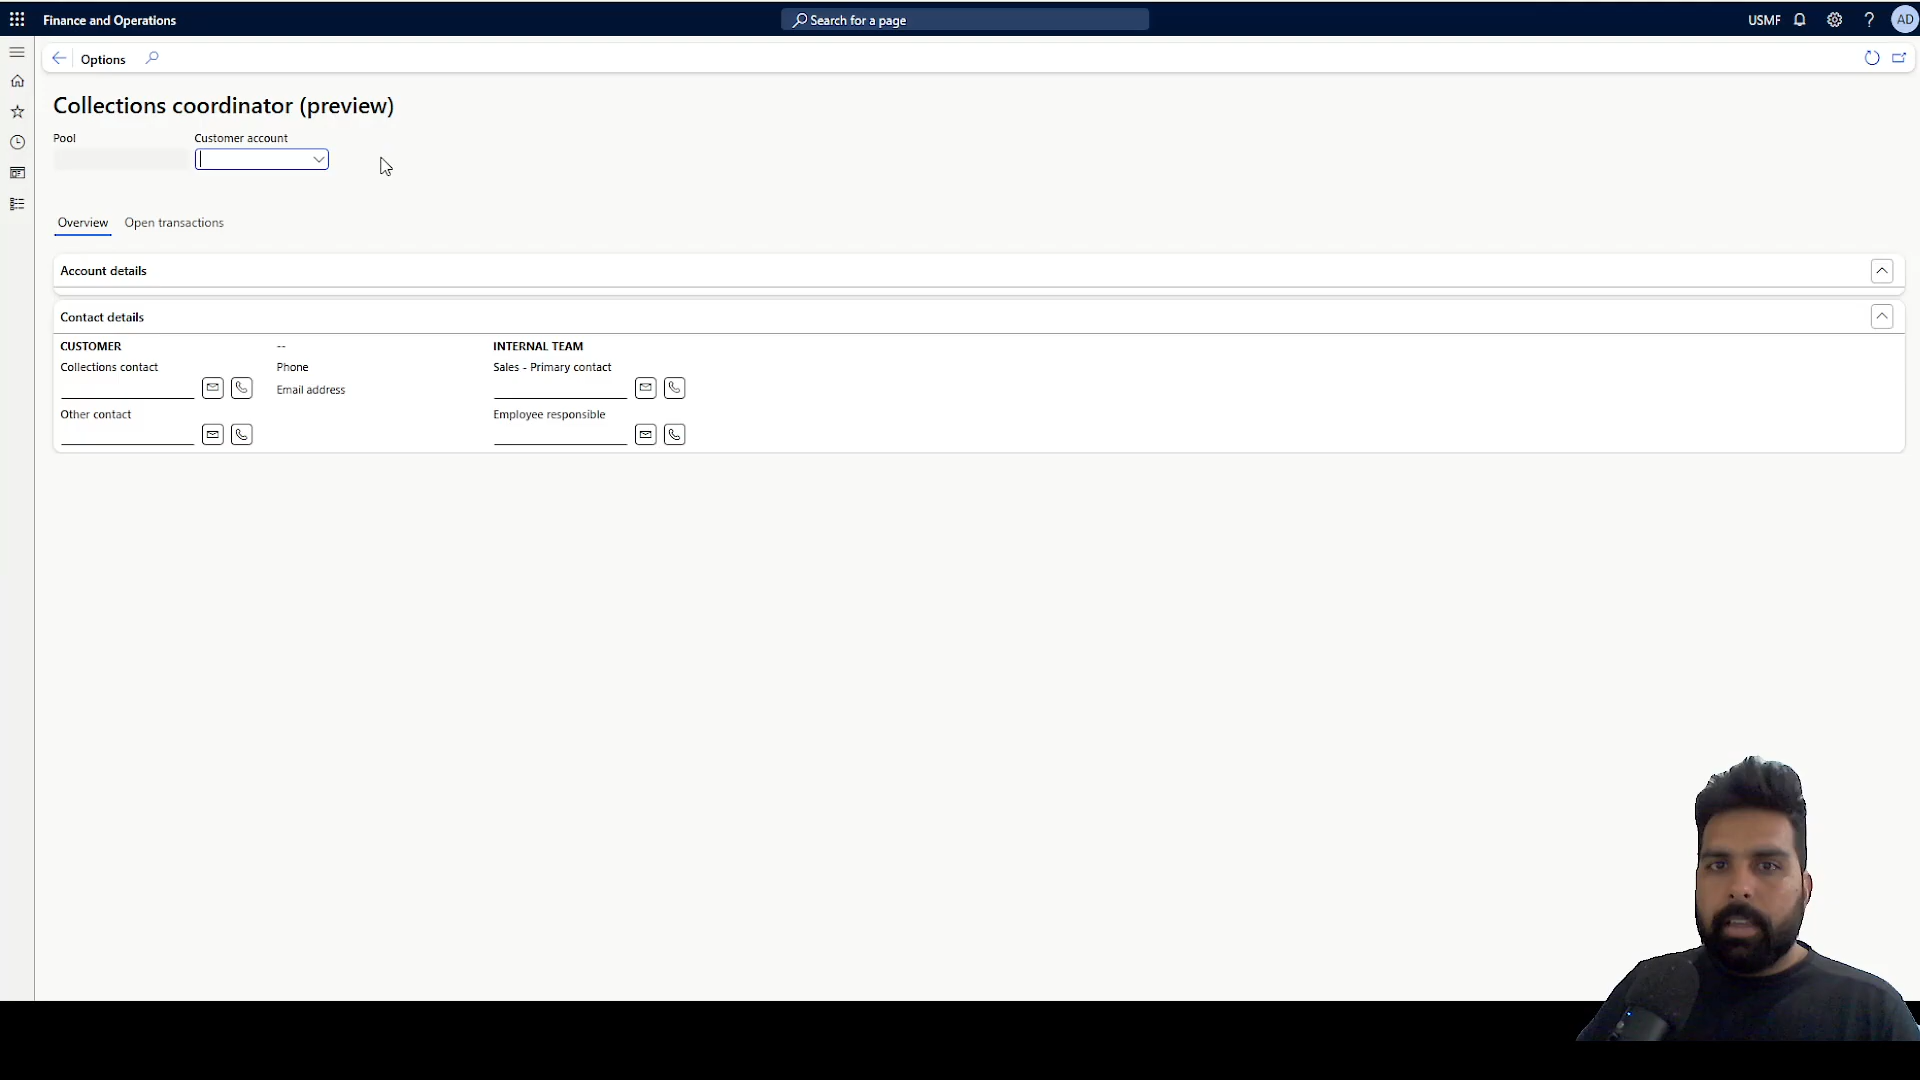 Finance and Operations
Search for a page
USMF
?
AD
Options
Collections coordinator (preview)
Pool
Customer account
Overview
Open transactions
Account details
Contact details
CUSTOMER
--
INTERNAL TEAM
Collections contact
Phone
Sales - Primary contact
Email address
Other contact
Employee responsible